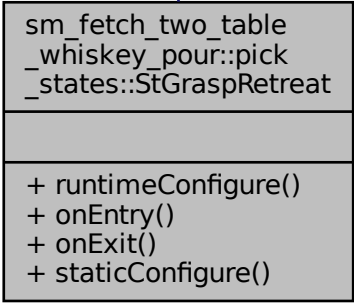 sm_fetch_two_table
_whiskey_pour::pick
_states::StGraspRetreat
+ runtimeConfigure()
+ onEntry()
+ onExit()
+ staticConfigure()